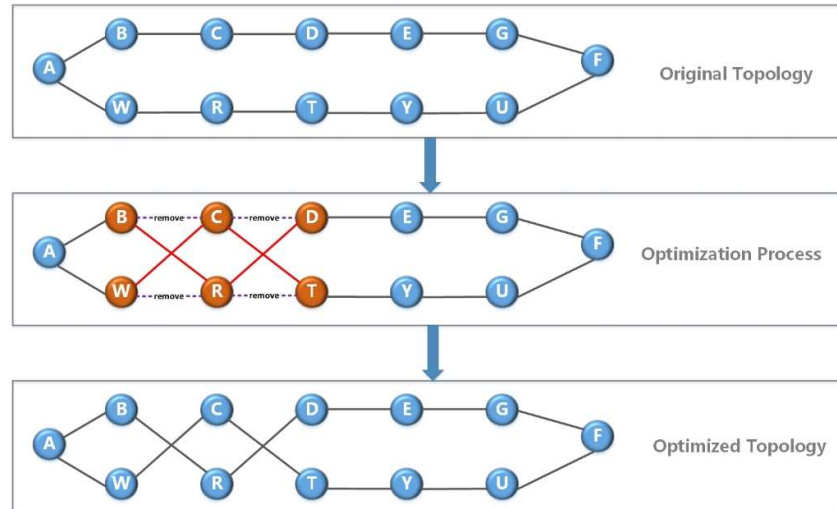 B C D E G
A F
Original Topology
W R T Y U
B remove C remove D E G
A F
Optimization Process
W remove R remove T Y U
B C D E G
A F
Optimized Topology
W R T Y U